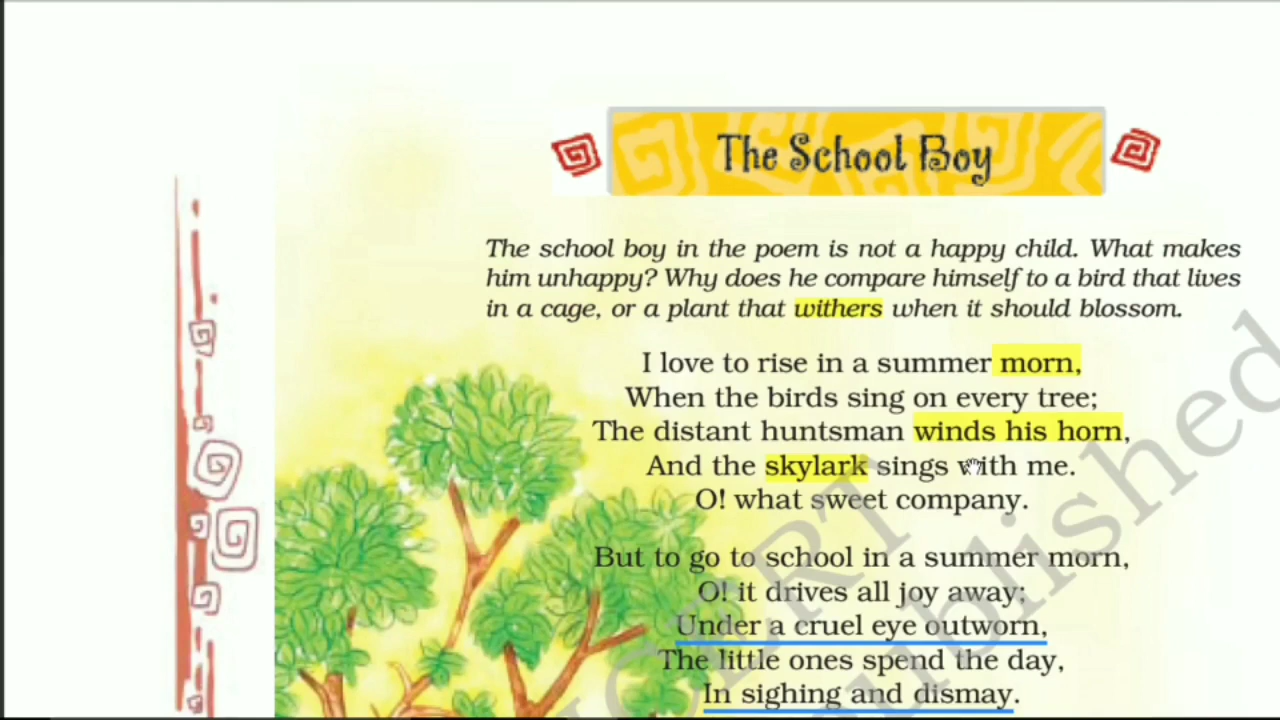 The School Boy
The school boy in the poem is not a happy child. What makes
him unhappy? Why does he compare himself to a bird that lives
in a cage, or a plant that withers when it should blossom.
I love to rise in a summer morn,
When the birds sing on every tree;
The distant huntsman winds his horn,
And the skylark sings with me.
O! what sweet company.
But to go to school in a summer morn,
O! it drives all joy away;
Under a cruel eye outworn,
The little ones spend the day,
In sighing and dismay.